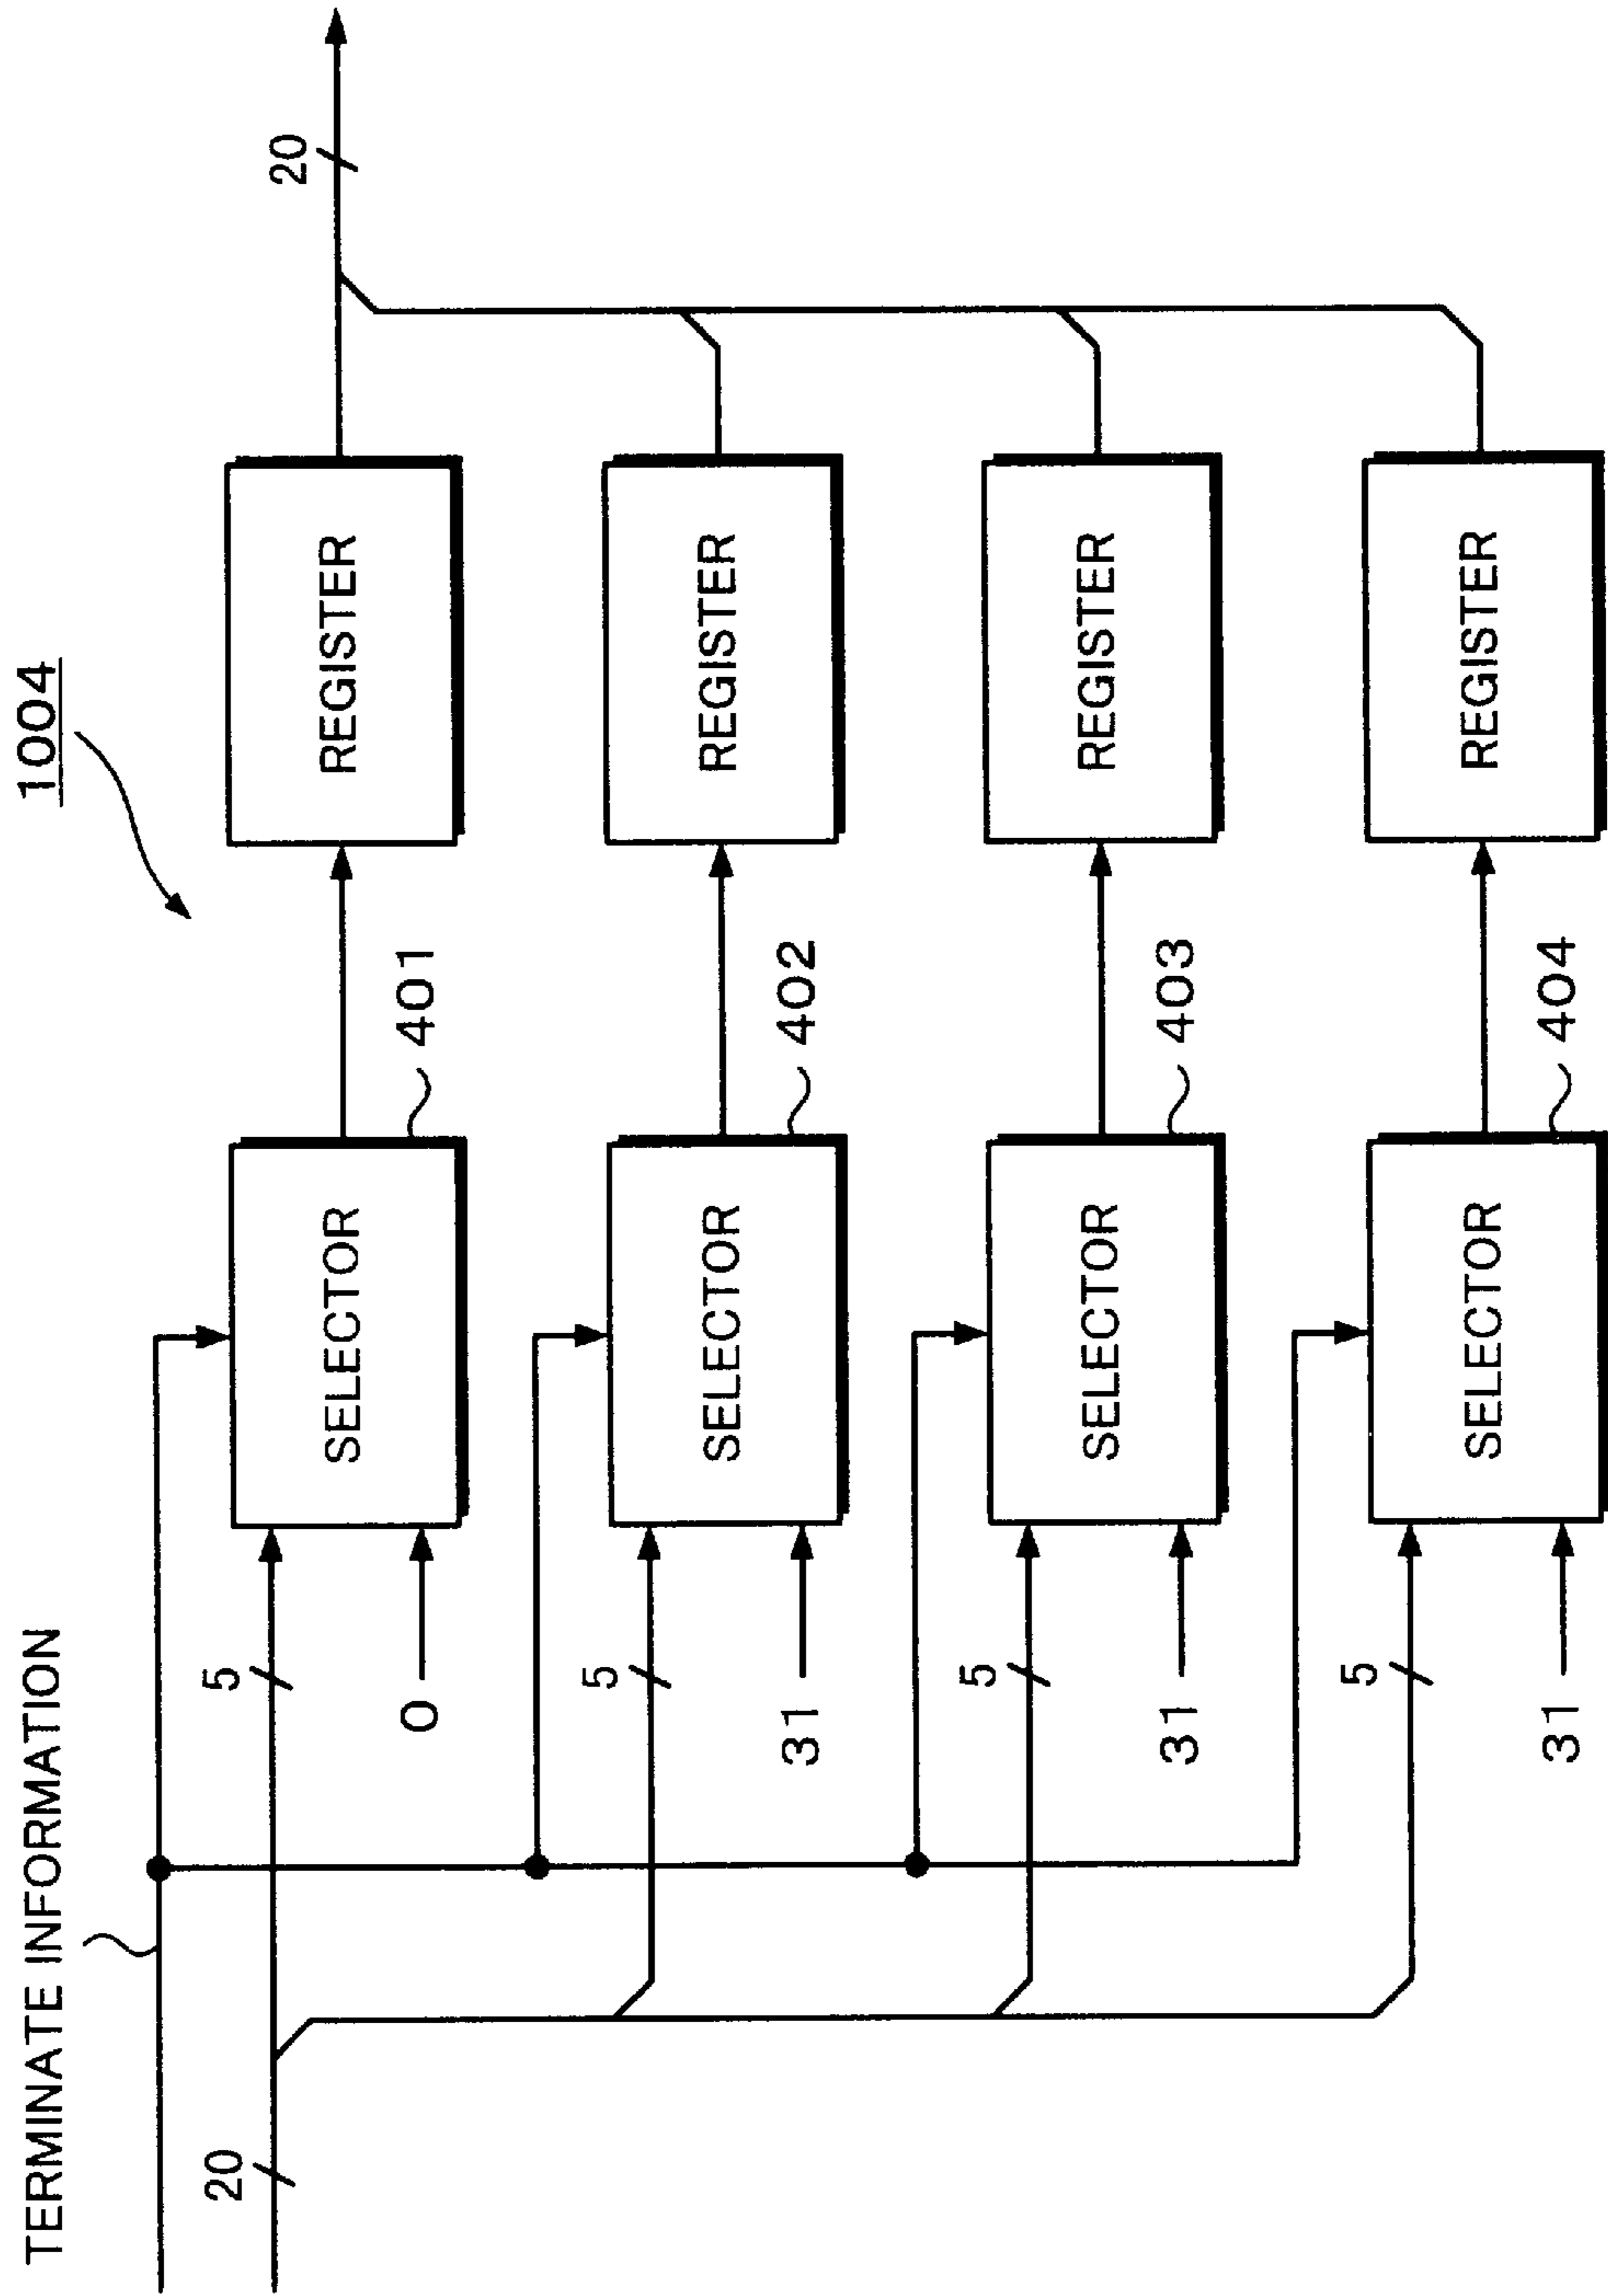 1004
TERMINATE INFORMATION
20
5
0
SELECTOR
401
REGISTER
20
5
31
SELECTOR
402
REGISTER
5
31
SELECTOR
403
REGISTER
5
31
SELECTOR
404
REGISTER